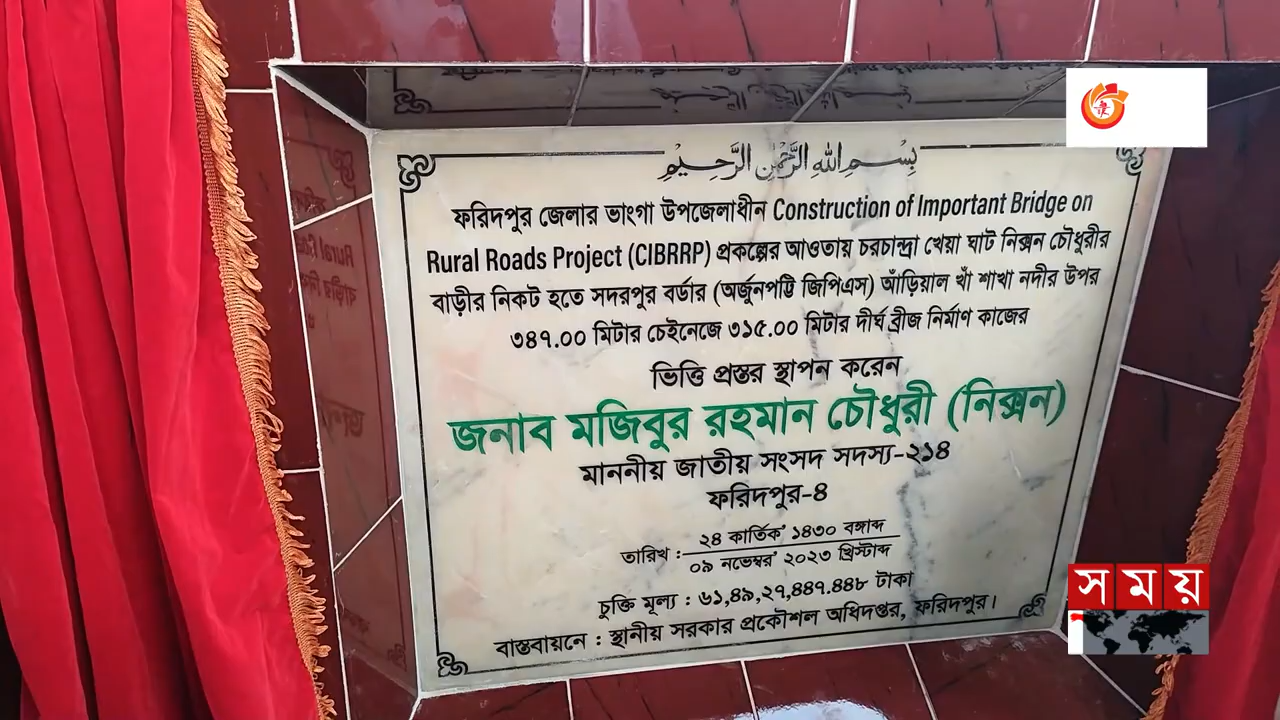 بِسْمِ اللهِ الرَّحْمٰنِ الرَّحِيْمِ
ফরিদপুর জেলার ভাংগা উপজেলাধীন Construction of Important Bridge on
Rural Roads Project (CIBRRP) প্রকল্পের আওতায় চরচান্দ্রা খেয়া ঘাট নিক্সন চৌধুরীর
বাড়ীর নিকট হতে সদরপুর বর্ডার (অর্জুনপট্টি জিপিএস) আঁড়িয়াল খাঁ শাখা নদীর উপর
৩৪৭.০০ মিটার চেইনেজে ৩১৫.০০ মিটার দীর্ঘ ব্রীজ নির্মাণ কাজের
ভিত্তি প্রস্তর স্থাপন করেন
জনাব মজিবুর রহমান চৌধুরী (নিক্সন)
মাননীয় জাতীয় সংসদ সদস্য-২১৪
ফরিদপুর-৪
তারিখ : ২৪ কার্তিক' ১৪৩০ বঙ্গাব্দ
০৯ নভেম্বর' ২০২৩ খ্রিস্টাব্দ
চুক্তি মূল্য : ৬১,৪৯,২৭,৪৪৭.৪৪৮ টাকা
বাস্তবায়নে : স্থানীয় সরকার প্রকৌশল অধিদপ্তর, ফরিদপুর।
সময়